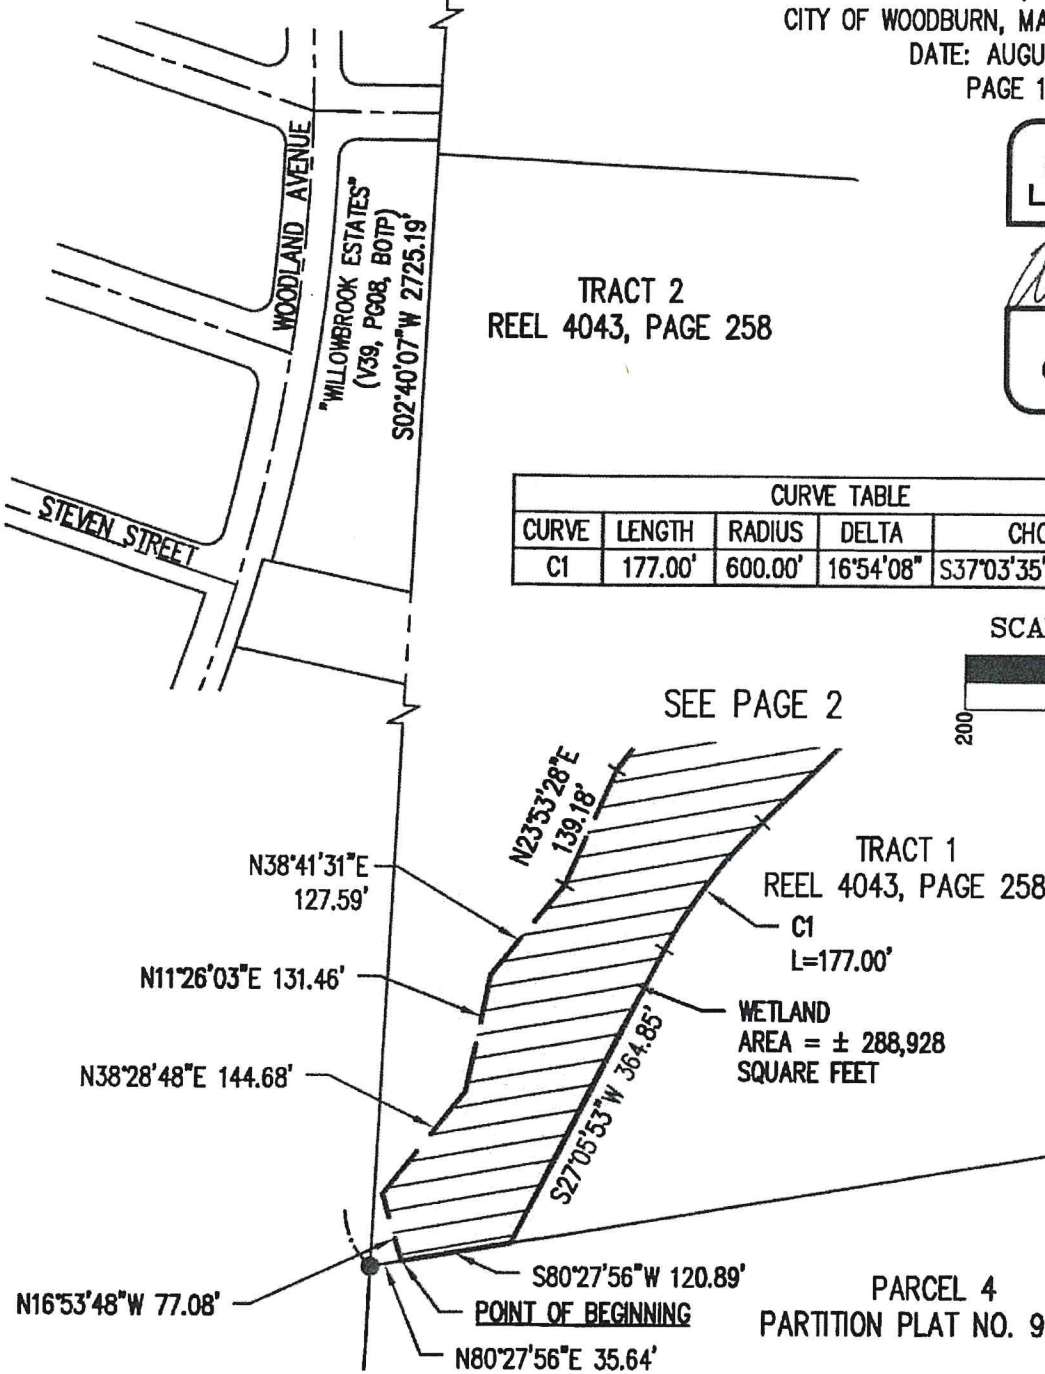 CITY OF WOODBURN, MA
DATE: AUGU
PAGE 1
WOODLAND AVENUE
"WILLOWBROOK ESTATES"
(V39, PG08, BOTP)
S02°40'07"W 2725.19'
TRACT 2
REEL 4043, PAGE 258
STEVEN STREET
CURVE TABLE
CURVE LENGTH RADIUS DELTA CHO
C1 177.00' 600.00' 16°54'08" S37°03'35"
SCA
200
SEE PAGE 2
N23°53'28"E
139.18'
N38°41'31"E
127.59'
TRACT 1
REEL 4043, PAGE 258
C1
L=177.00'
N11°26'03"E 131.46'
WETLAND
AREA = ± 288,928
SQUARE FEET
N38°28'48"E 144.68'
S27°05'53"W 364.85'
S80°27'56"W 120.89'
N16°53'48"W 77.08'
POINT OF BEGINNING
N80°27'56"E 35.64'
PARCEL 4
PARTITION PLAT NO. 9